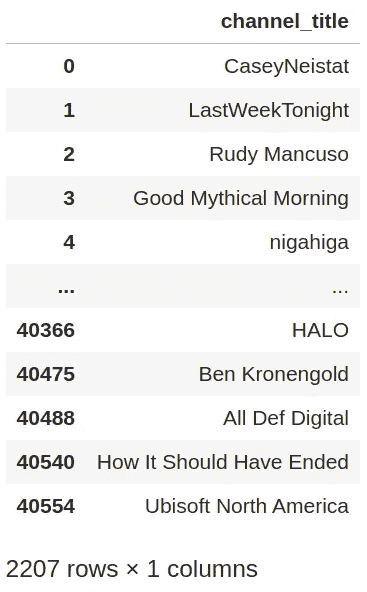 channel_title
0 CaseyNeistat
1 LastWeekTonight
2 Rudy Mancuso
3 Good Mythical Morning
4 nigahiga
... ...
40366 HALO
40475 Ben Kronengold
40488 All Def Digital
40540 How It Should Have Ended
40554 Ubisoft North America
2207 rows × 1 columns